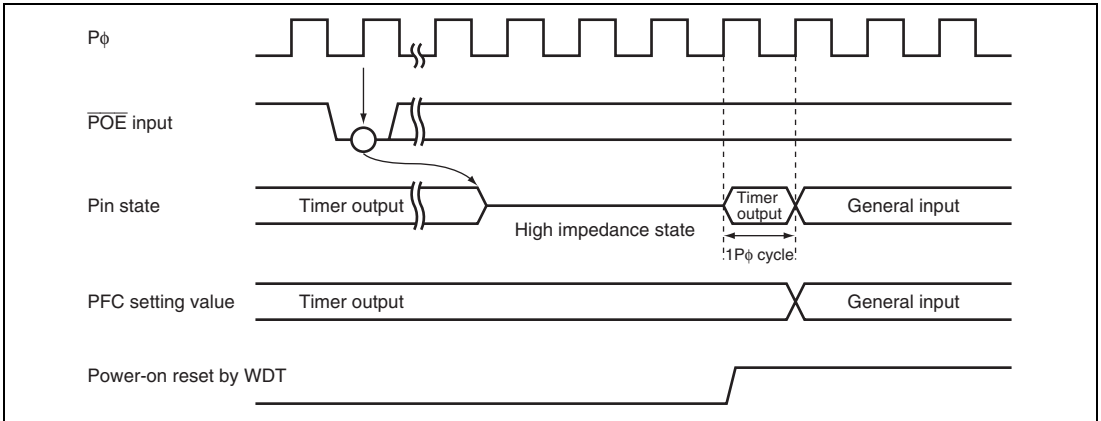 Pϕ
POE input
Pin state
Timer output
High impedance state
Timer
output
1Pϕ cycle
General input
PFC setting value
Timer output
General input
Power-on reset by WDT